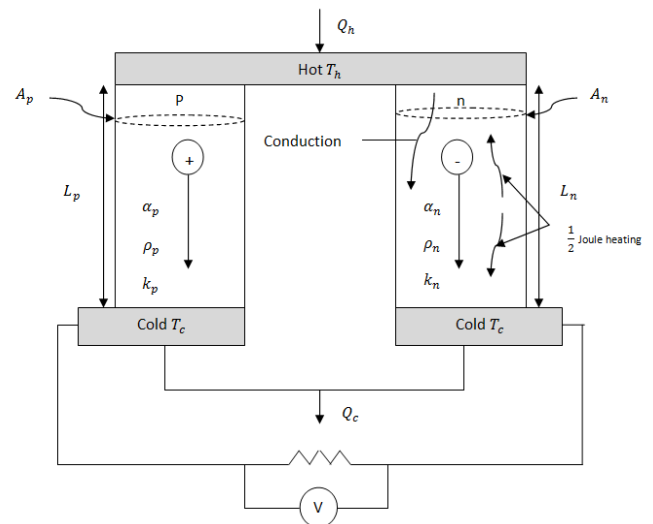 Q_h
Hot T_h
A_p
P
n
A_n
Conduction
+
-
L_p
L_n
α_p
α_n
ρ_p
ρ_n
1/2 Joule heating
k_p
k_n
Cold T_c
Cold T_c
Q_c
V